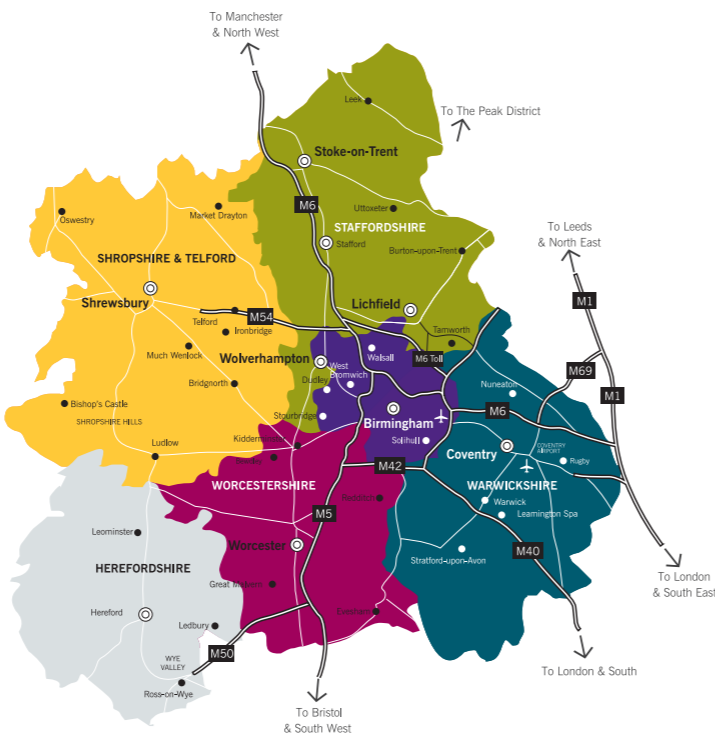 To Manchester
& North West
Leek
To The Peak District
Stoke-on-Trent
M6
Uttoxeter
Market Drayton
Oswestry
STAFFORDSHIRE
To Leeds
& North East
Stafford
Burton-upon-Trent
SHROPSHIRE & TELFORD
M1
Shrewsbury
Lichfield
M54
Telford
Ironbridge
Tamworth
Much Wenlock
Wolverhampton
Walsall
M6 Toll
West
Bromwich
M69
Dudley
Bridgnorth
Nuneaton
M1
Bishop's Castle
M6
SHROPSHIRE HILLS
Stourbridge
Birmingham
Solihull
Kidderminster
Ludlow
Coventry
COVENTRY
AIRPORT
Bewdley
M42
Rugby
WORCESTERSHIRE
WARWICKSHIRE
Redditch
Warwick
M5
Leamington Spa
Leominster
Worcester
M40
Stratford-upon-Avon
HEREFORDSHIRE
Great Malvern
To London
& South East
Hereford
Evesham
Ledbury
M50
WYE
VALLEY
To London & South
Ross-on-Wye
To Bristol
& South West